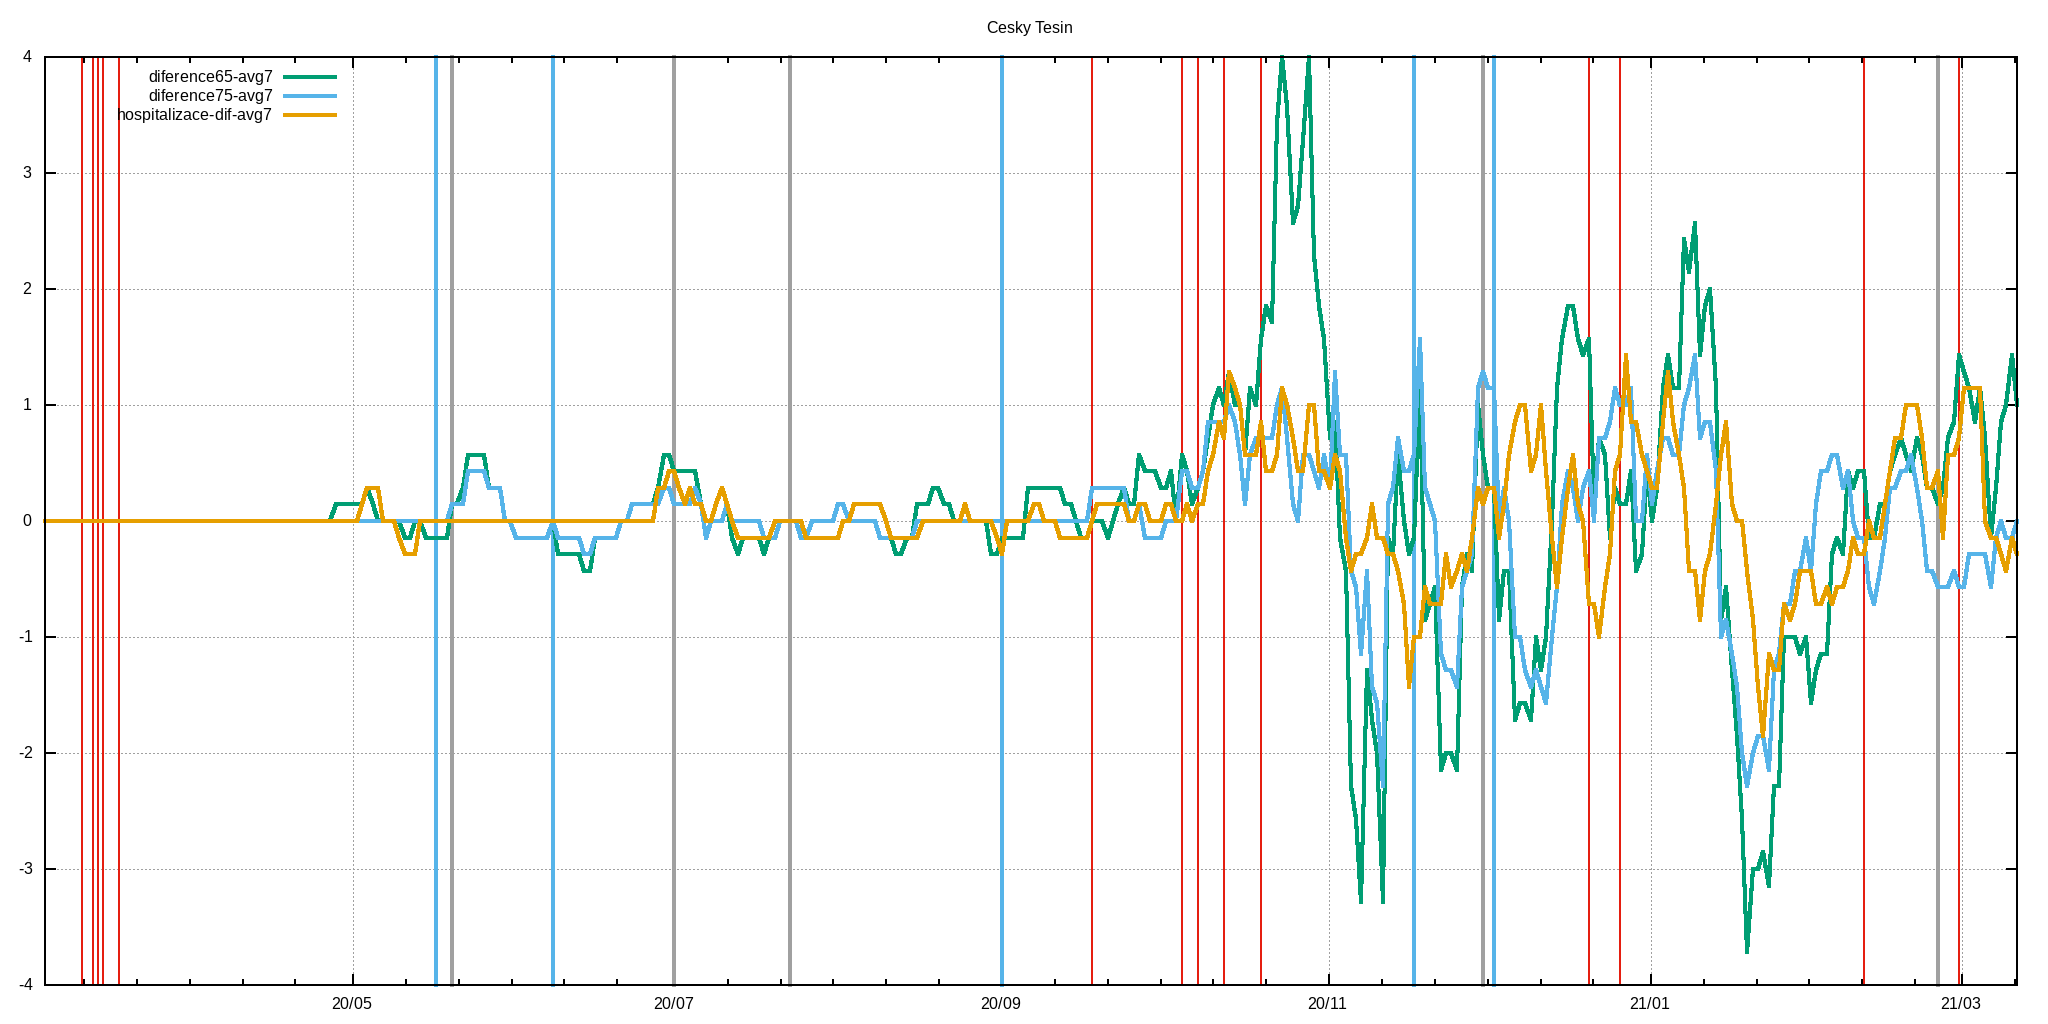 Cesky Tesin
4
diference65-avg7
diference75-avg7
hospitalizace-dif-avg7
3
2
1
0
-1
-2
-3
-4
20/05 20/07 20/09 20/11 21/01 21/03